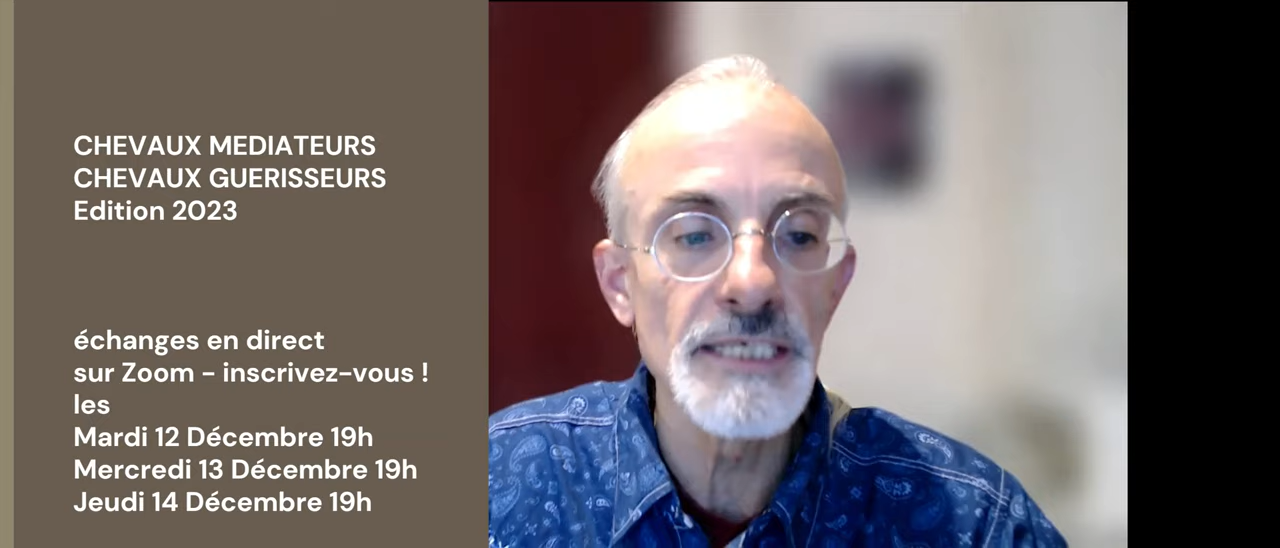 CHEVAUX MEDIATEURS
CHEVAUX GUERISSEURS
Edition 2023
échanges en direct
sur Zoom – inscrivez-vous !
les
Mardi 12 Décembre 19h
Mercredi 13 Décembre 19h
Jeudi 14 Décembre 19h